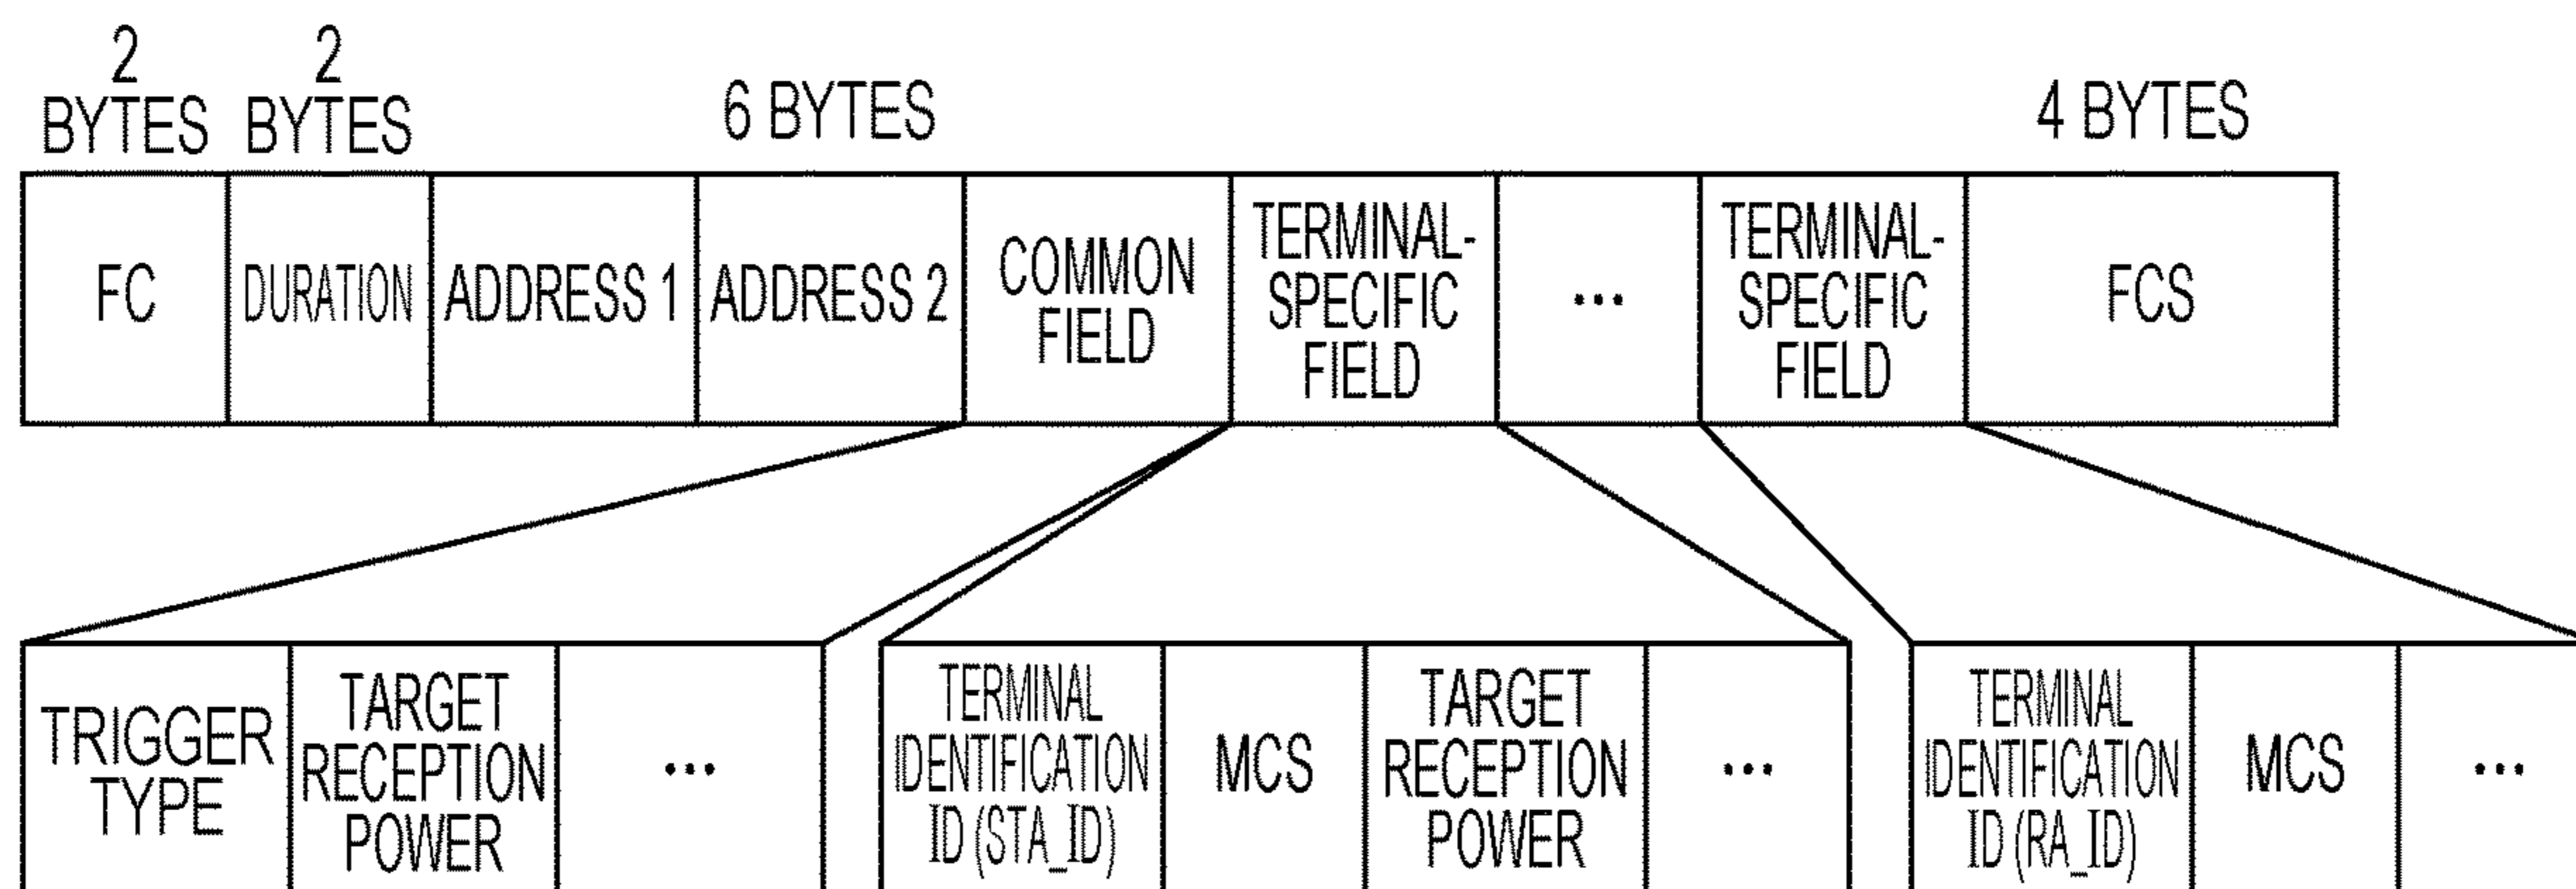 2
BYTES
2
BYTES
6 BYTES
4 BYTES
FC
DURATION
ADDRESS 1
ADDRESS 2
COMMON
FIELD
TERMINAL-
SPECIFIC
FIELD
...
TERMINAL-
SPECIFIC
FIELD
FCS
TRIGGER
TYPE
TARGET
RECEPTION
POWER
...
TERMINAL
IDENTIFICATION
ID (STA_ID)
MCS
TARGET
RECEPTION
POWER
...
TERMINAL
IDENTIFICATION
ID (RA_ID)
MCS
...